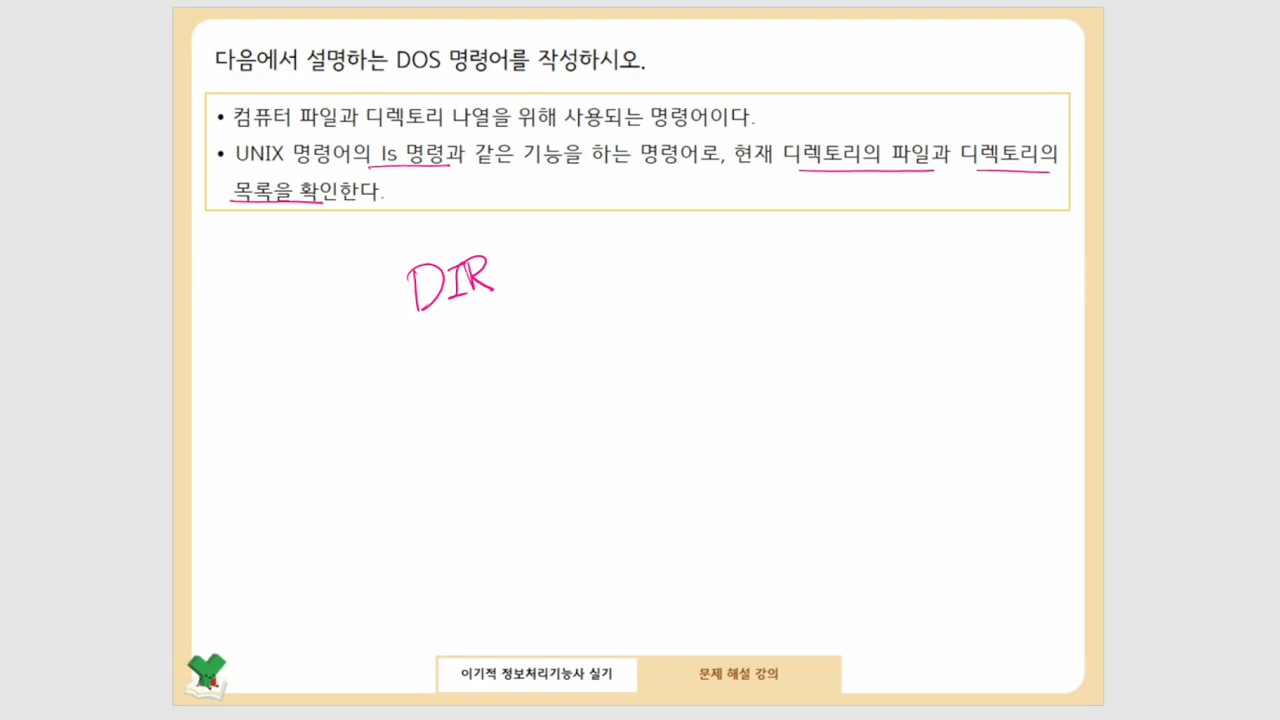 다음에서 설명하는 DOS 명령어를 작성하시오.
• 컴퓨터 파일과 디렉토리 나열을 위해 사용되는 명령어이다.
• UNIX 명령어의 ls 명령과 같은 기능을 하는 명령어로, 현재 디렉토리의 파일과 디렉토리의
목록을 확인한다.
DIR
이기적 정보처리기능사 실기
문제 해설 강의